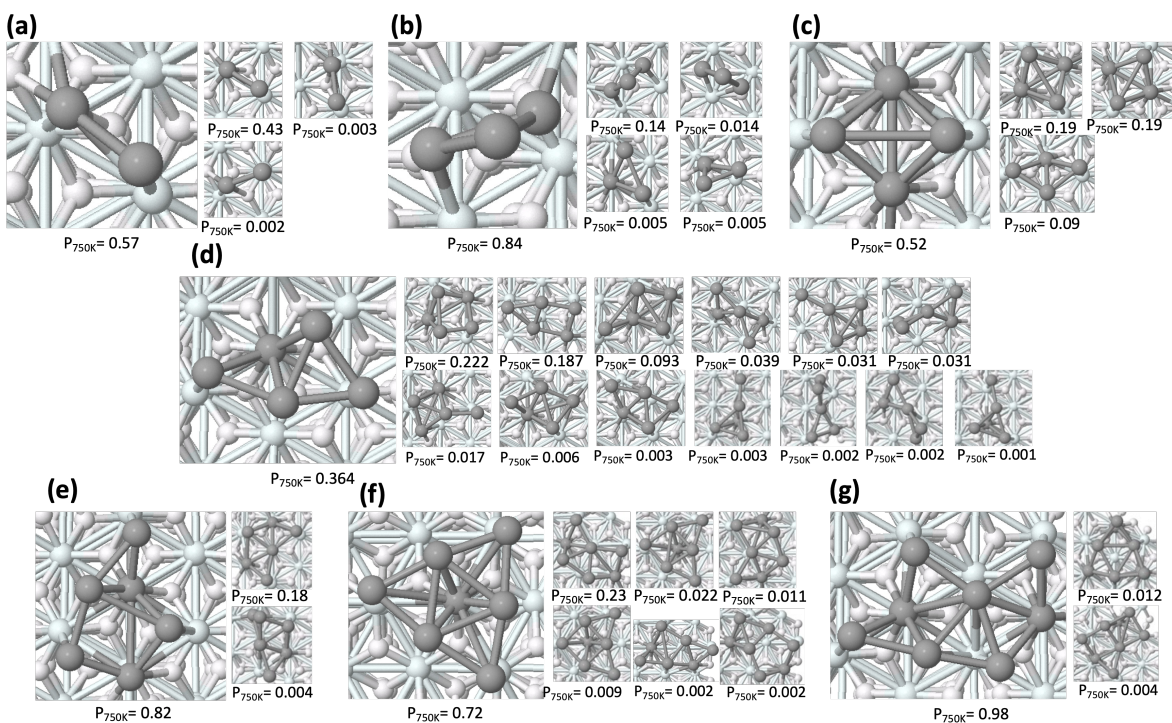 (a)
(b)
(c)
P750K= 0.43
P750K= 0.003
P750K= 0.002
P750K= 0.57
P750K= 0.14
P750K= 0.014
P750K= 0.005
P750K= 0.005
P750K= 0.84
P750K= 0.19
P750K= 0.19
P750K= 0.09
P750K= 0.52
(d)
P750K= 0.222
P750K= 0.187
P750K= 0.093
P750K= 0.039
P750K= 0.031
P750K= 0.031
P750K= 0.017
P750K= 0.006
P750K= 0.003
P750K= 0.003
P750K= 0.002
P750K= 0.002
P750K= 0.001
P750K= 0.364
(e)
(f)
(g)
P750K= 0.18
P750K= 0.004
P750K= 0.82
P750K= 0.23
P750K= 0.022
P750K= 0.011
P750K= 0.009
P750K= 0.002
P750K= 0.002
P750K= 0.72
P750K= 0.012
P750K= 0.004
P750K= 0.98